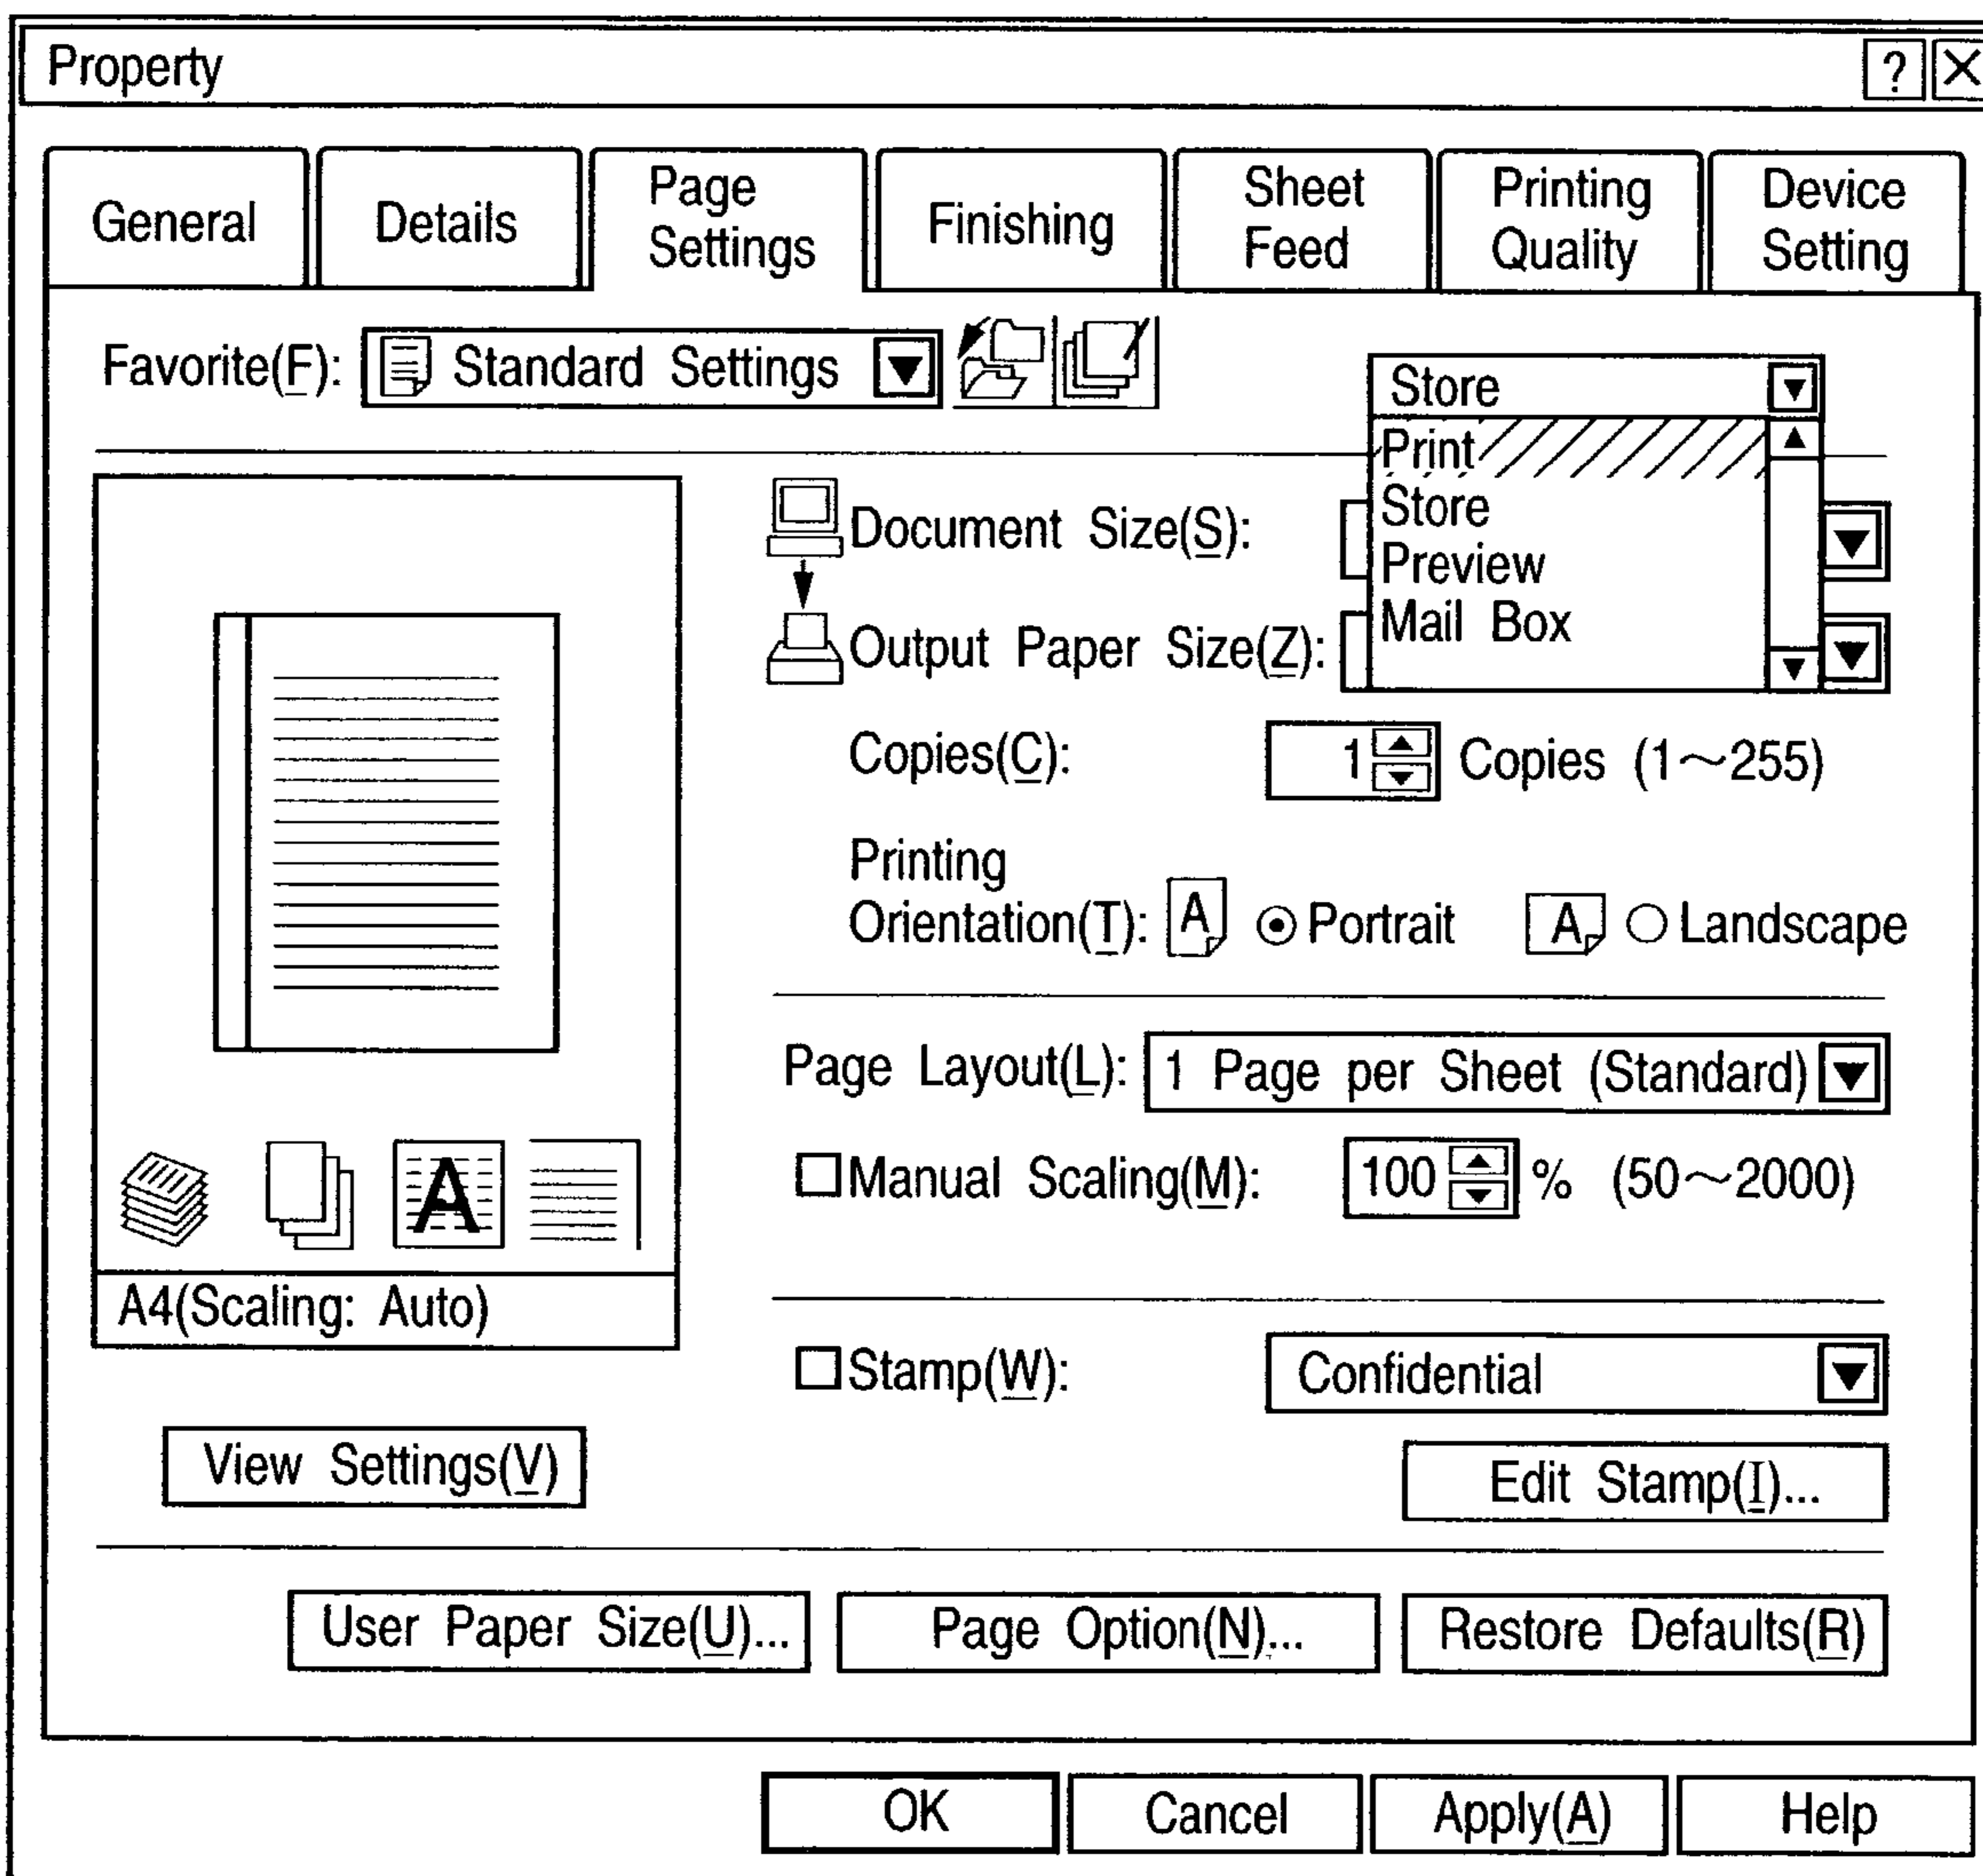 Property ? X
General Details Page Settings Finishing Sheet Feed Printing Quality Device Setting
Favorite(F): Standard Settings
Store
Print
Store
Preview
Mail Box
Document Size(S):
Output Paper Size(Z):
Copies(C): 1 Copies (1~255)
Printing
Orientation(T): A Portrait A Landscape
Page Layout(L): 1 Page per Sheet (Standard)
Manual Scaling(M): 100 % (50~2000)
A
A4(Scaling: Auto)
Stamp(W): Confidential
View Settings(V)
Edit Stamp(I)...
User Paper Size(U)... Page Option(N)... Restore Defaults(R)
OK Cancel Apply(A) Help